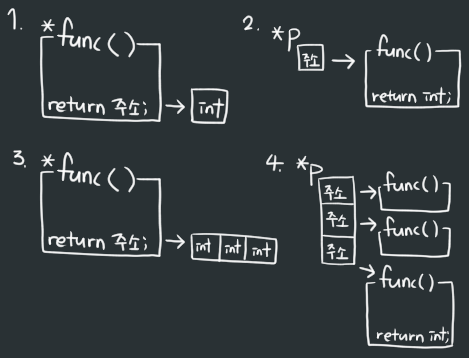 1. *func()
return 주소;
int
2. *P
주소
func()
return int;
3. *func()
return 주소;
int int int
4. *P
주소
func()
주소
func()
주소
func()
return int;